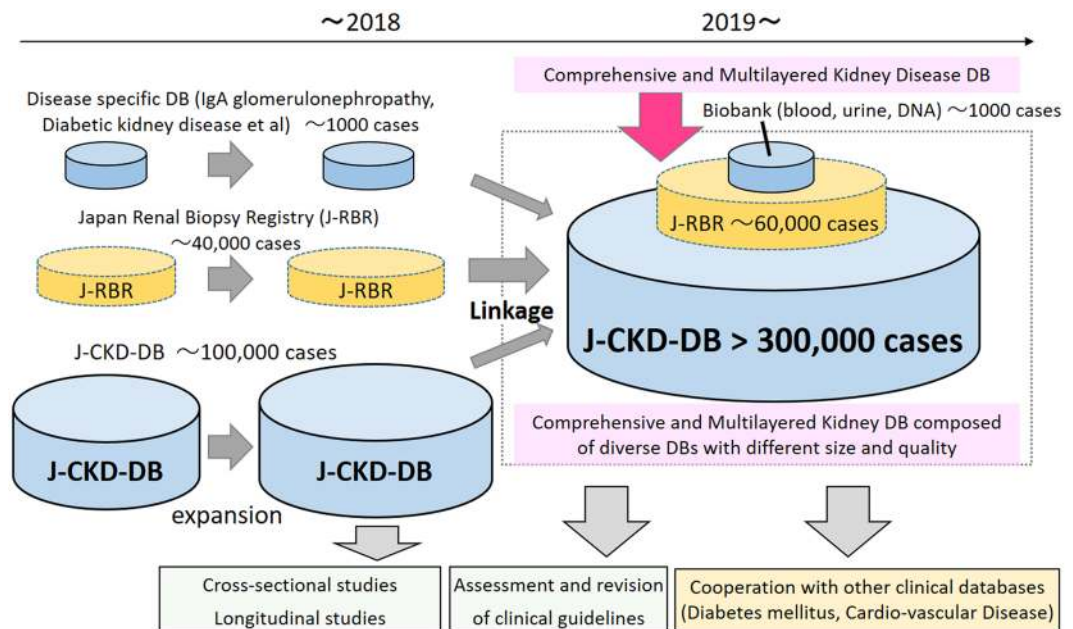 ～2018
2019～
Comprehensive and Multilayered Kidney Disease DB
Disease specific DB (IgA glomerulonephropathy,
Diabetic kidney disease et al) ～1000 cases
Biobank (blood, urine, DNA) ～1000 cases
Japan Renal Biopsy Registry (J-RBR)
～40,000 cases
J-RBR
J-RBR
J-RBR ～60,000 cases
Linkage
J-CKD-DB ～100,000 cases
J-CKD-DB > 300,000 cases
J-CKD-DB
J-CKD-DB
expansion
Comprehensive and Multilayered Kidney DB composed
of diverse DBs with different size and quality
Cross-sectional studies
Longitudinal studies
Assessment and revision
of clinical guidelines
Cooperation with other clinical databases
(Diabetes mellitus, Cardio-vascular Disease)